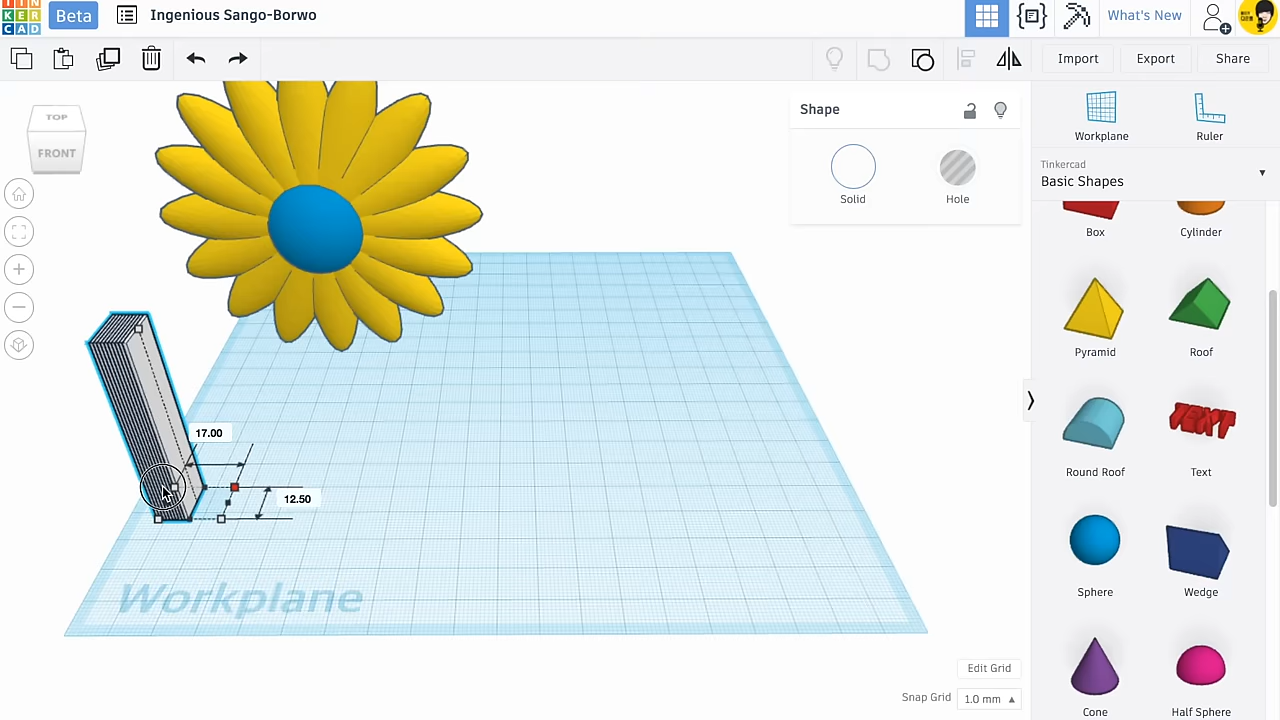 TIN
KER
CAD
Beta
Ingenious Sango-Borwo
What's New
Import
Export
Share
TOP
FRONT
Shape
Solid
Hole
Workplane
Ruler
Tinkercad
Basic Shapes
Box
Cylinder
Pyramid
Roof
Round Roof
TEXT
Text
Sphere
Wedge
Cone
Half Sphere
17.00
12.50
Workplane
Edit Grid
Snap Grid
1.0 mm